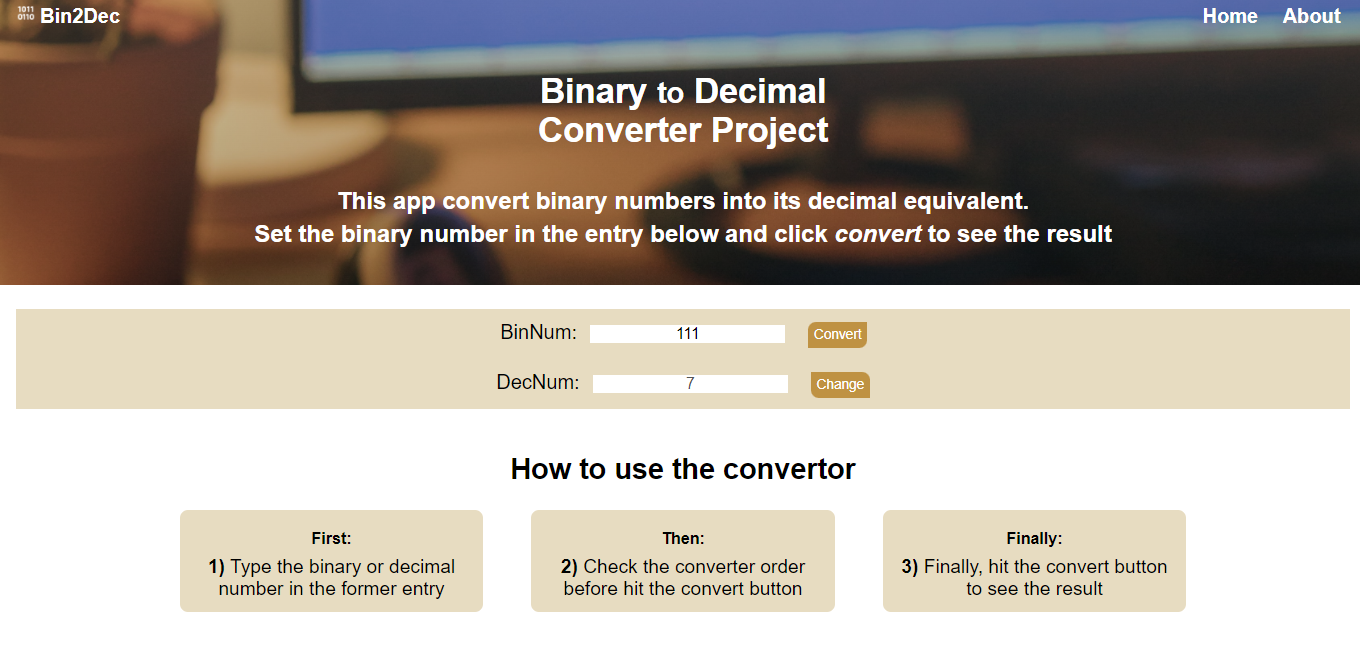 1011
0110
Bin2Dec
Home
About
Binary to Decimal
Converter Project
This app convert binary numbers into its decimal equivalent.
Set the binary number in the entry below and click convert to see the result
BinNum:
111
Convert
DecNum:
7
Change
How to use the convertor
First:
1) Type the binary or decimal
number in the former entry
Then:
2) Check the converter order
before hit the convert button
Finally:
3) Finally, hit the convert button
to see the result